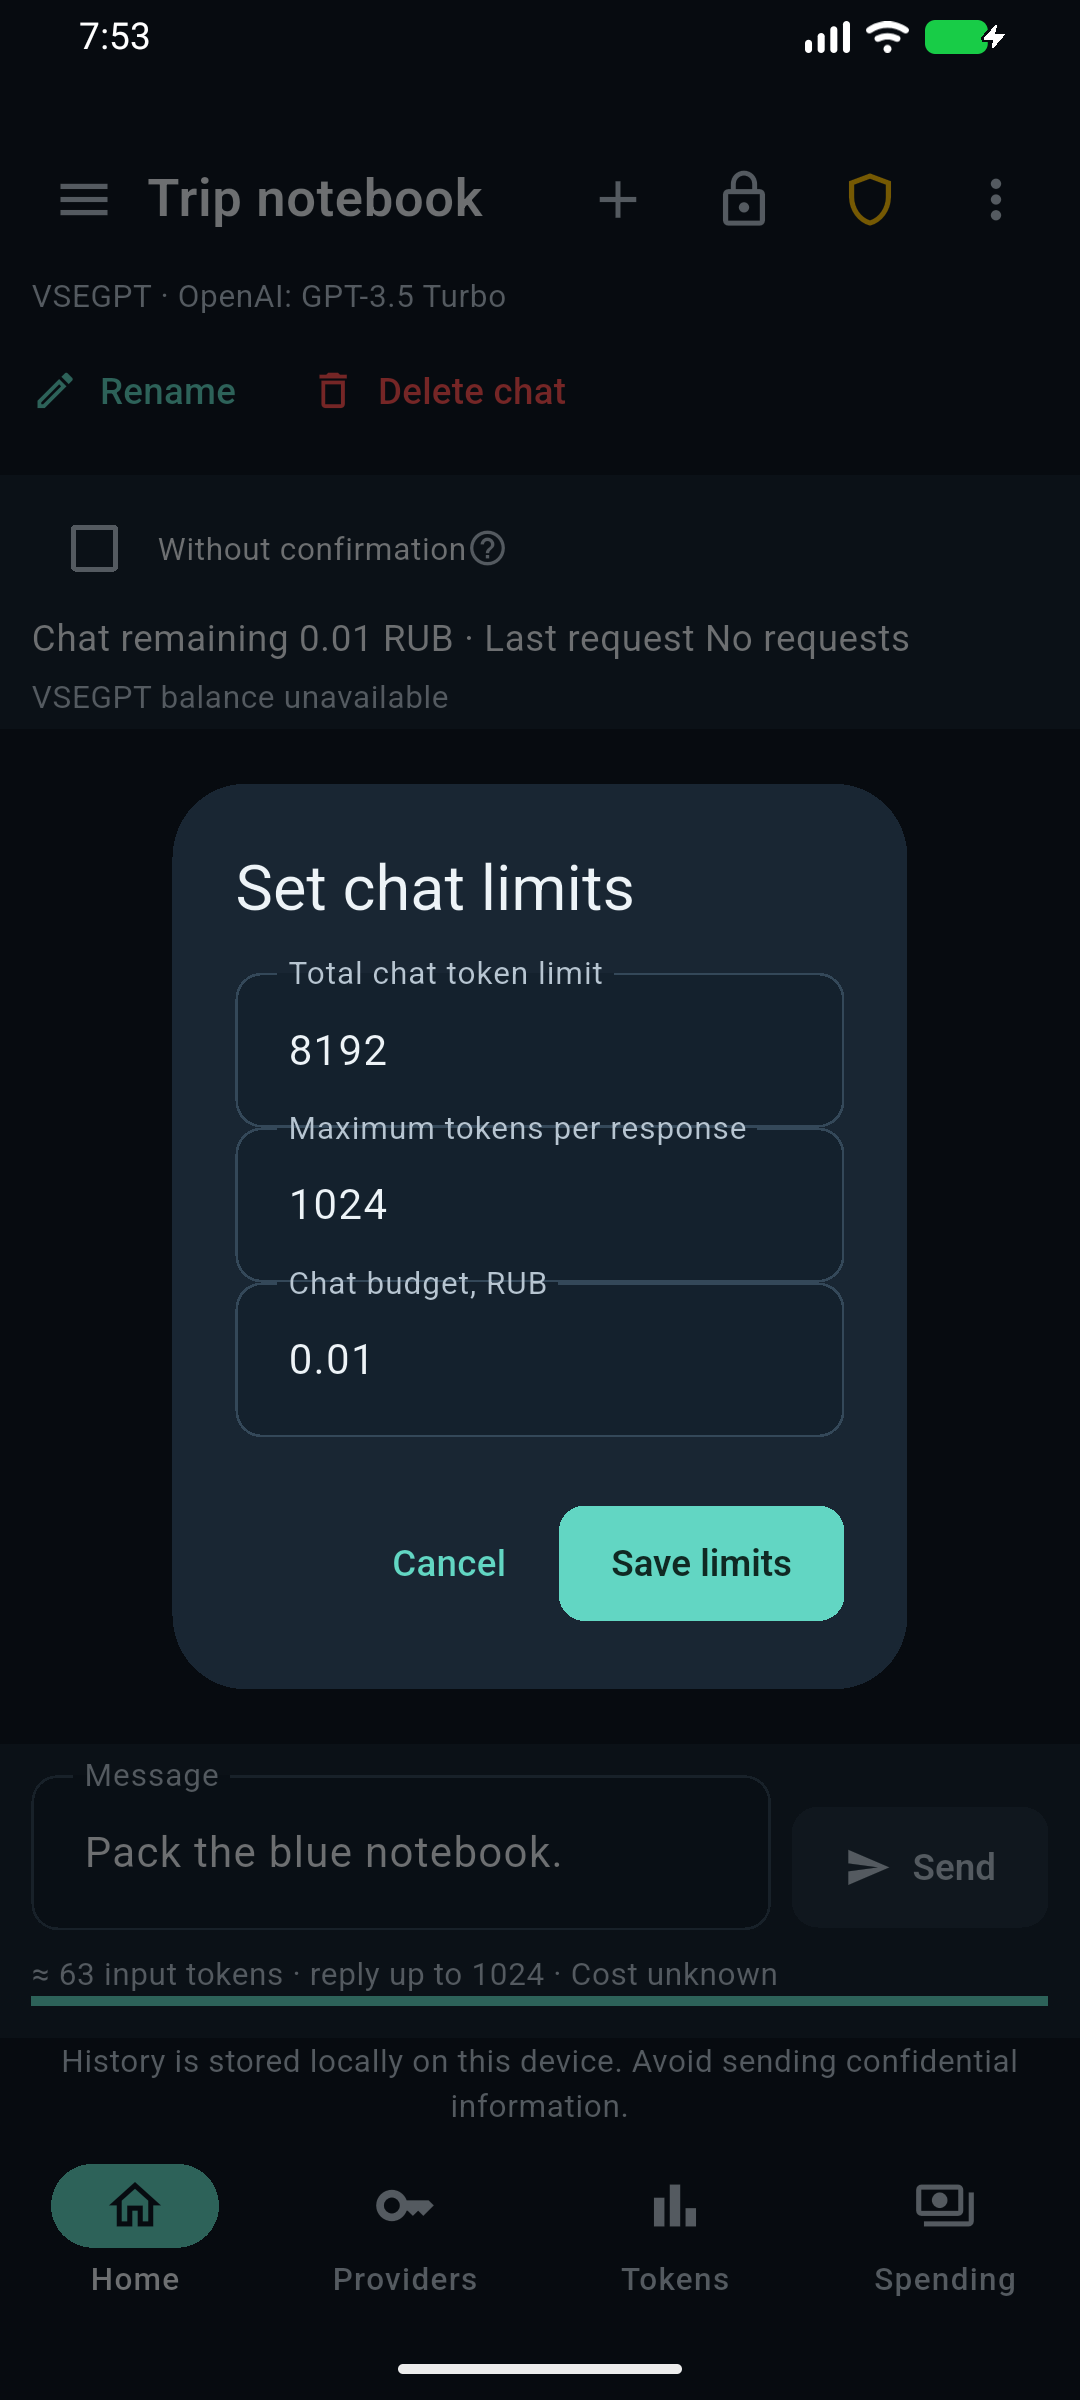 7:53
Trip notebook
VSEGPT · OpenAI: GPT-3.5 Turbo
Rename
Delete chat
Without confirmation
Chat remaining 0.01 RUB · Last request No requests
VSEGPT balance unavailable
Set chat limits
Total chat token limit
8192
Maximum tokens per response
1024
Chat budget, RUB
0.01
Cancel
Save limits
Message
Pack the blue notebook.
Send
≈ 63 input tokens · reply up to 1024 · Cost unknown
History is stored locally on this device. Avoid sending confidential
information.
Home
Providers
Tokens
Spending